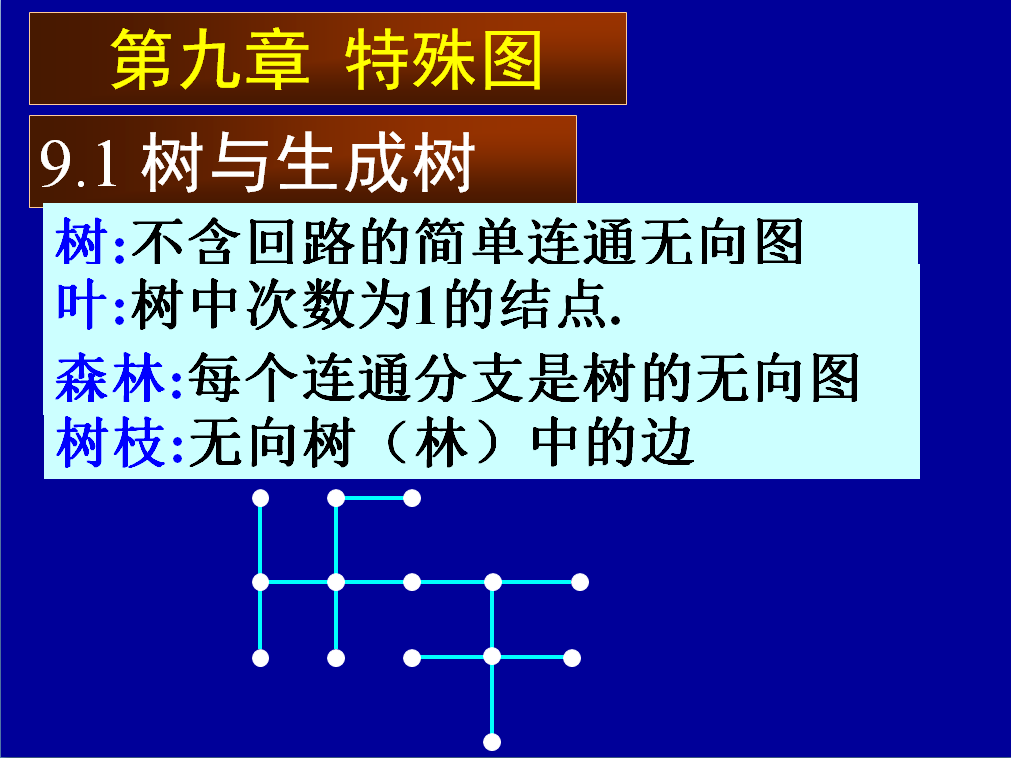 第九章 特殊图
9.1 树与生成树
树:不含回路的简单连通无向图
叶:树中次数为1的结点.
森林:每个连通分支是树的无向图
树枝:无向树（林）中的边